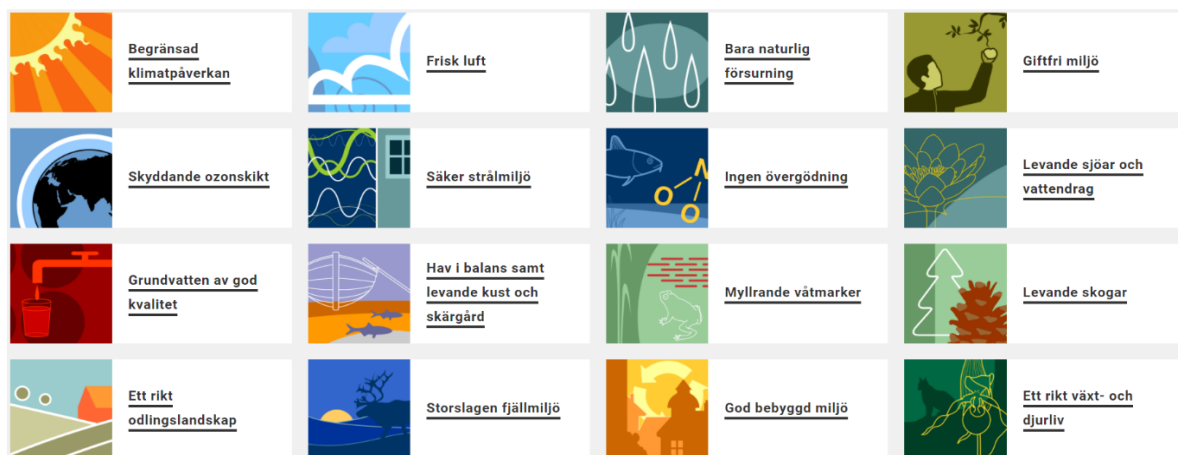 Begränsad
klimatpåverkan
Frisk luft
Bara naturlig
försurning
Giftfri miljö
Skyddande ozonskikt
Säker strålmiljö
Ingen övergödning
N
O
O
Levande sjöar och
vattendrag
Grundvatten av god
kvalitet
Hav i balans samt
levande kust och
skärgård
Myllrande våtmarker
Levande skogar
Ett rikt
odlingslandskap
Storslagen fjällmiljö
God bebyggd miljö
Ett rikt växt- och
djurliv